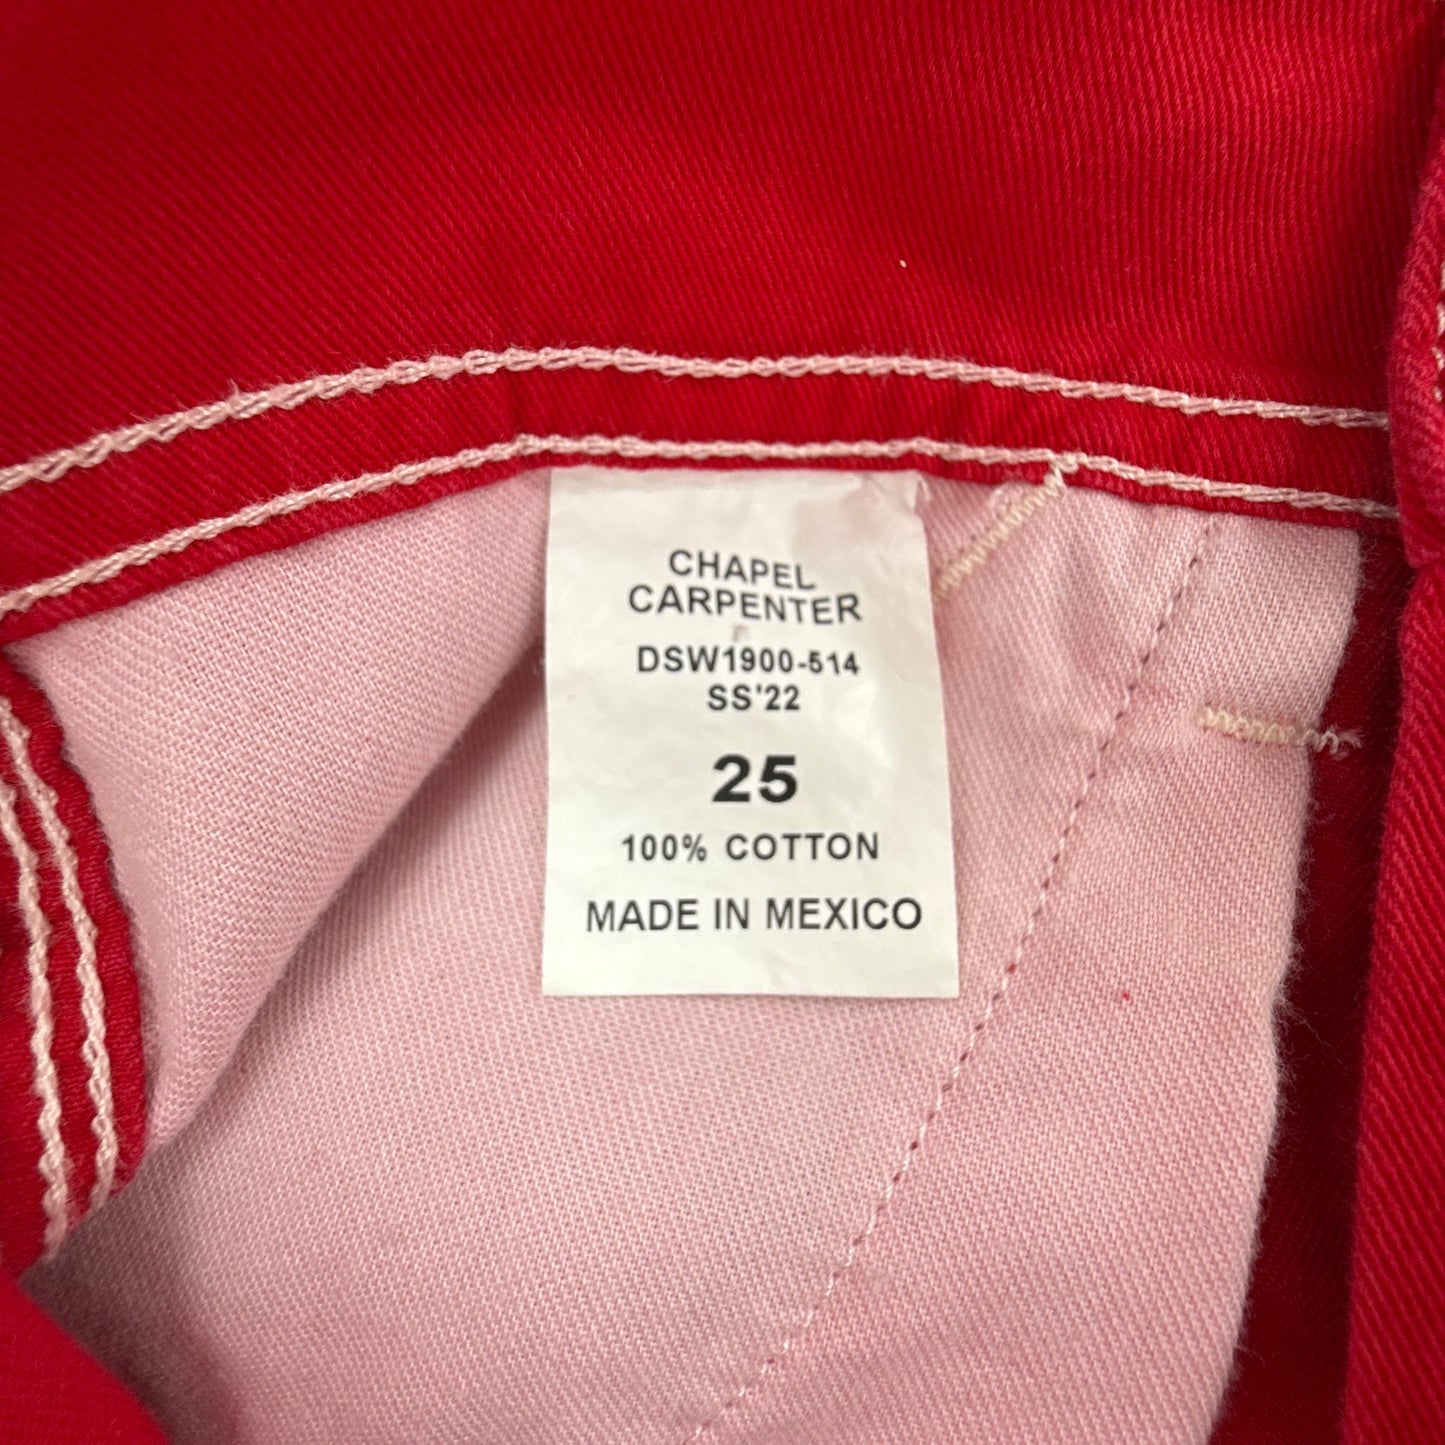 CHAPEL
CARPENTER
DSW1900-514
SS'22
25
100% COTTON
MADE IN MEXICO